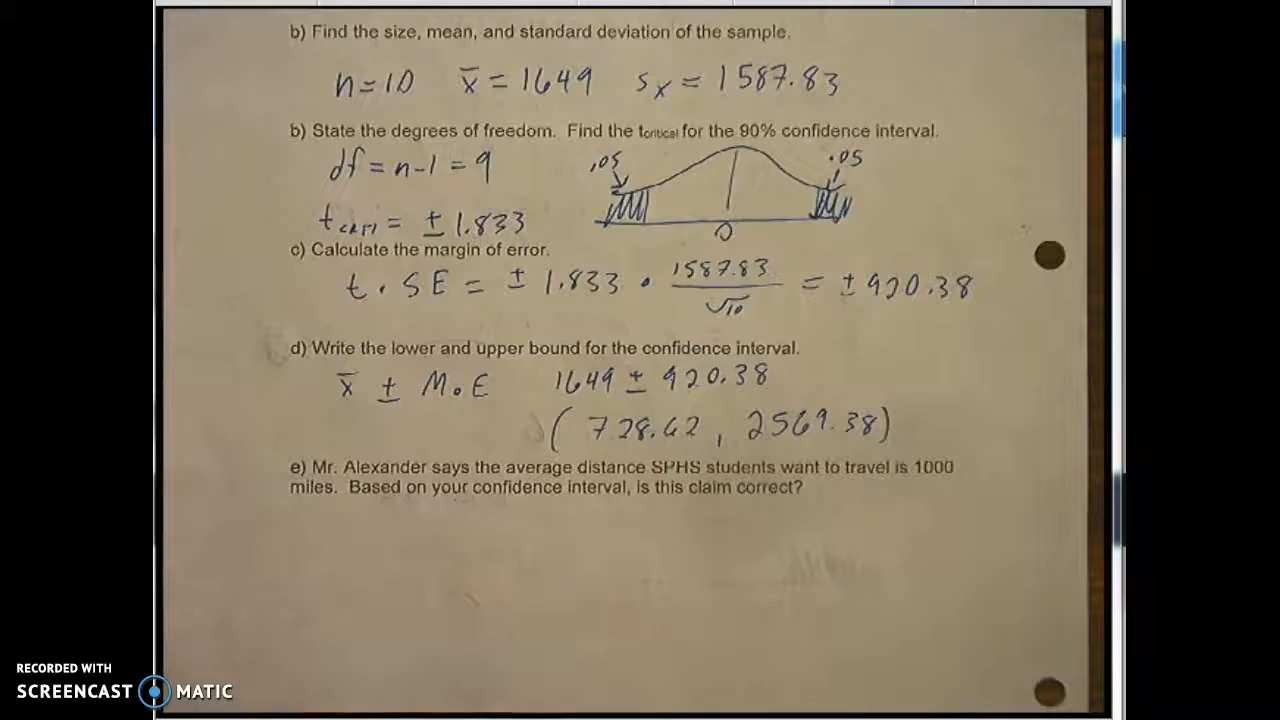 b) Find the size, mean, and standard deviation of the sample.
n=10 x̄ = 1649 Sx = 1587.83
b) State the degrees of freedom. Find the tcritical for the 90% confidence interval.
df = n-1 = 9
.05 .05
tcriti = ± 1.833
0
c) Calculate the margin of error.
t · SE = ± 1.833 · 1587.83 / √10 = ± 920.38
d) Write the lower and upper bound for the confidence interval.
x̄ ± MoE 1649 ± 920.38
( 728.62 , 2569.38)
e) Mr. Alexander says the average distance SPHS students want to travel is 1000
miles. Based on your confidence interval, is this claim correct?
RECORDED WITH
SCREENCAST MATIC